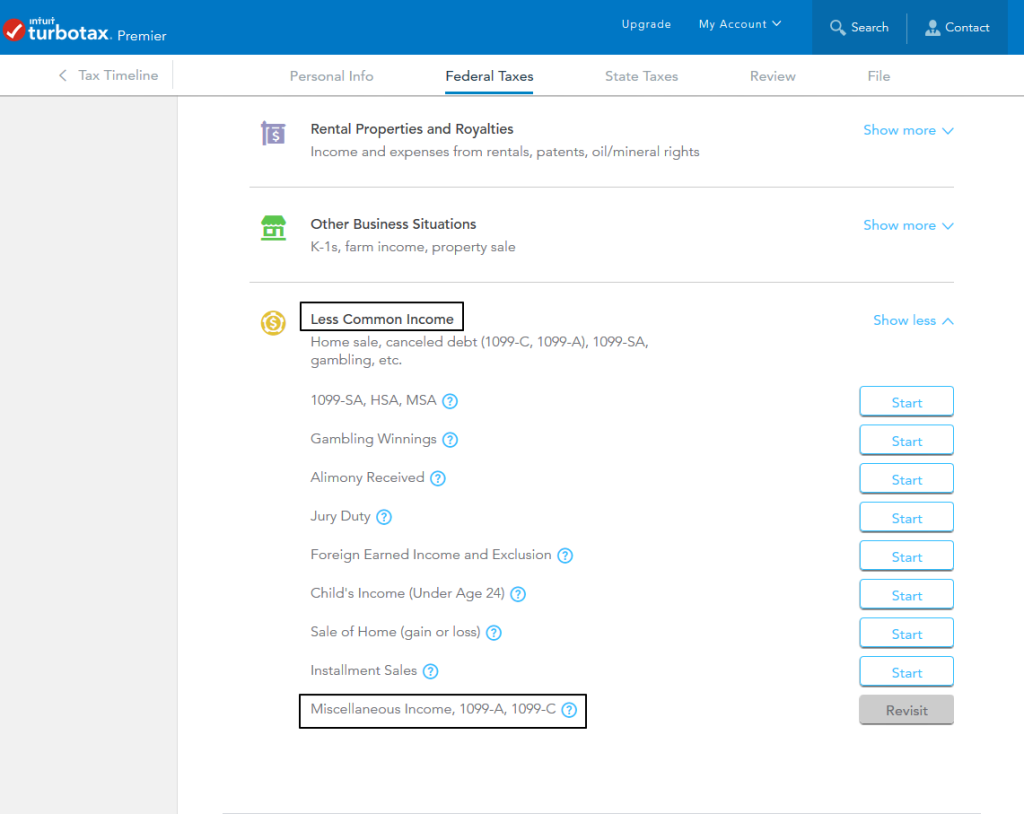 intuit
turbotax. Premier
Upgrade
My Account
Search
Contact
Tax Timeline
Personal Info
Federal Taxes
State Taxes
Review
File
Rental Properties and Royalties
Show more
Income and expenses from rentals, patents, oil/mineral rights
Other Business Situations
Show more
K-1s, farm income, property sale
Less Common Income
Show less
Home sale, canceled debt (1099-C, 1099-A), 1099-SA,
gambling, etc.
1099-SA, HSA, MSA ?
Start
Gambling Winnings ?
Start
Alimony Received ?
Start
Jury Duty ?
Start
Foreign Earned Income and Exclusion ?
Start
Child's Income (Under Age 24) ?
Start
Sale of Home (gain or loss) ?
Start
Installment Sales ?
Start
Miscellaneous Income, 1099-A, 1099-C ?
Revisit